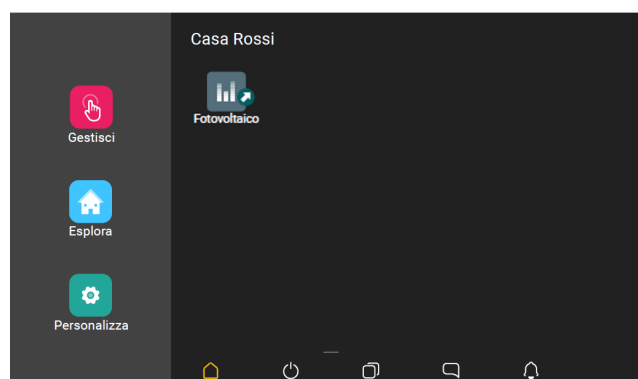 Casa Rossi
Fotovoltaico
Gestisci
Esplora
Personalizza